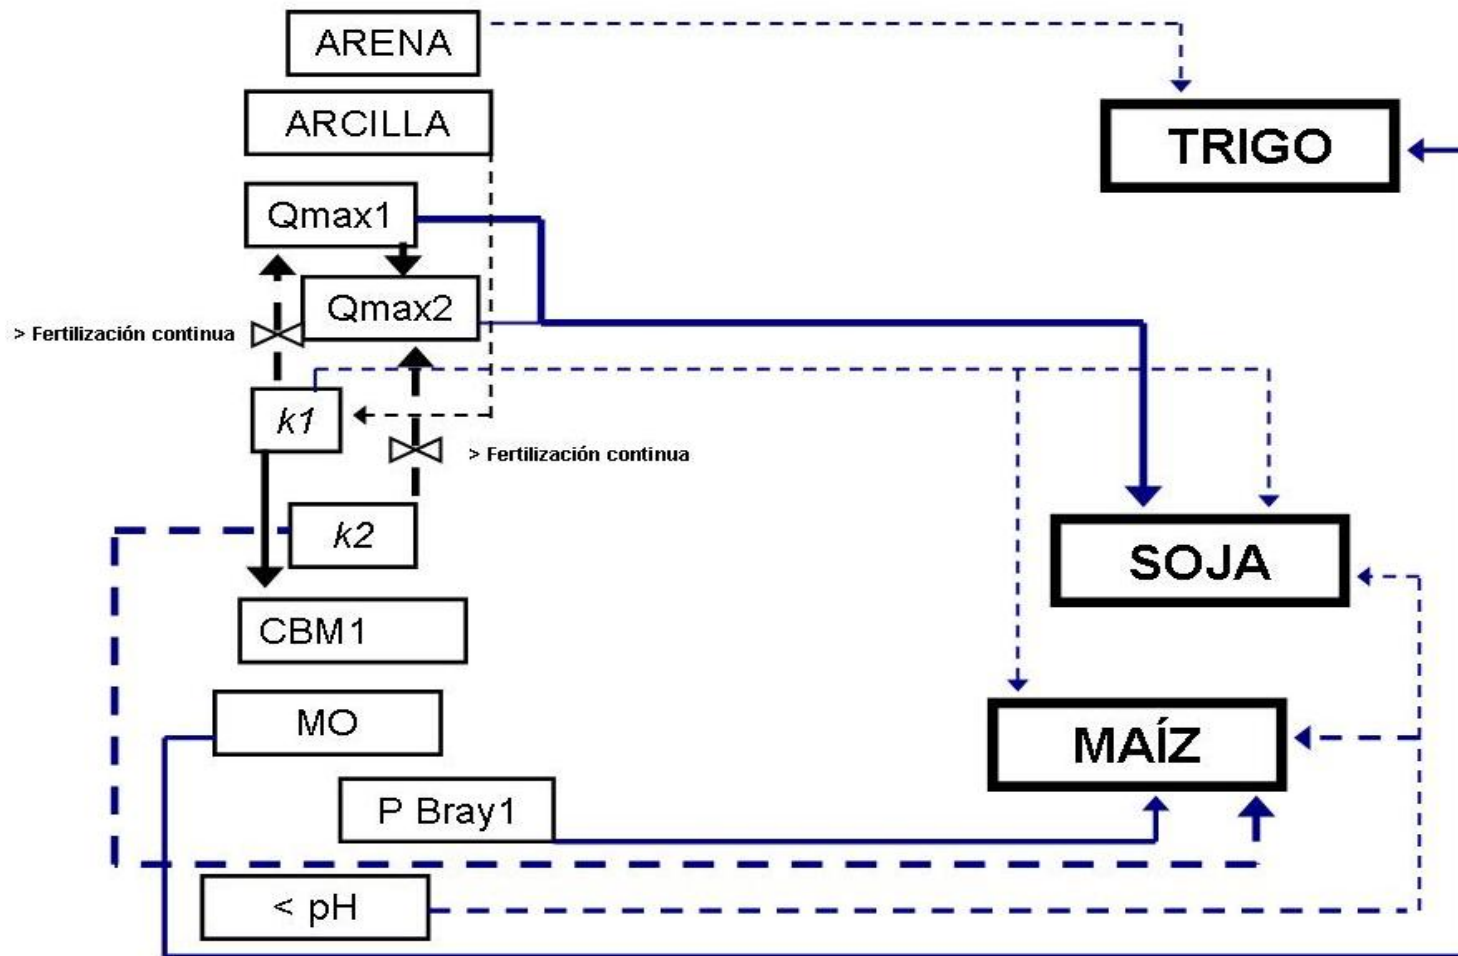 ARENA
ARCILLA
TRIGO
Qmax1
Qmax2
> Fertilización continua
k1
> Fertilización continua
k2
SOJA
CBM1
MO
MAÍZ
P Bray1
< pH